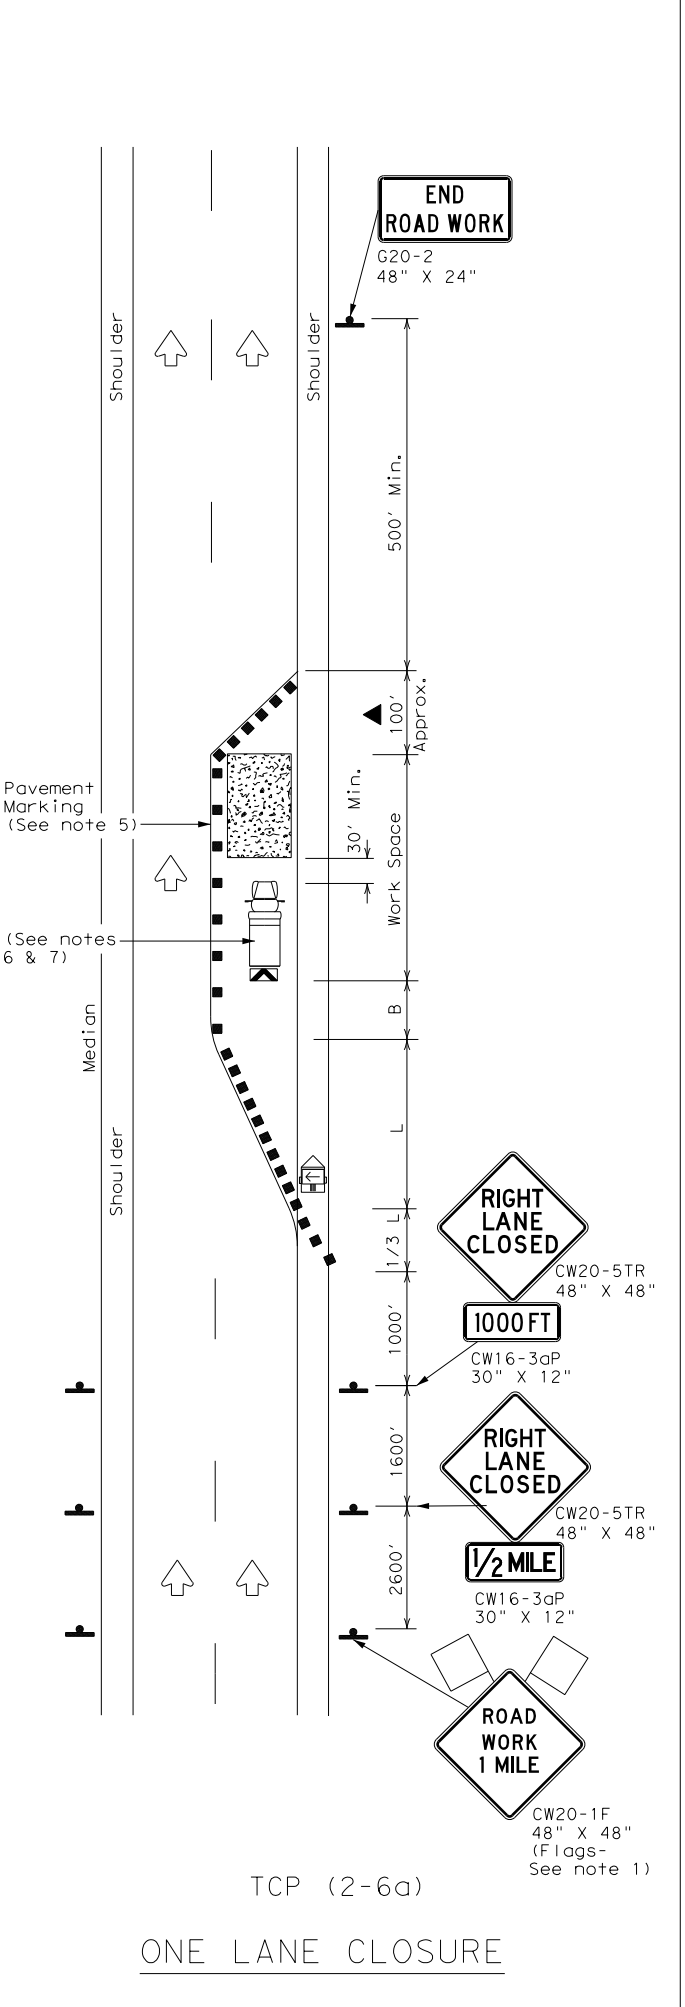 END
ROAD WORK
G20-2
48" X 24"
Shoulder
Shoulder
500' Min.
100'
Approx.
Pavement
Marking
(See note 5)
30' Min.
Work Space
(See notes
6 & 7)
B
Median
L
Shoulder
1/3 L
RIGHT
LANE
CLOSED
CW20-5TR
48" X 48"
1000 FT
CW16-3aP
30" X 12"
1000'
RIGHT
LANE
CLOSED
CW20-5TR
48" X 48"
1/2 MILE
CW16-3aP
30" X 12"
1600'
2600'
ROAD
WORK
1 MILE
CW20-1F
48" X 48"
(Flags-
See note 1)
TCP (2-6a)
ONE LANE CLOSURE